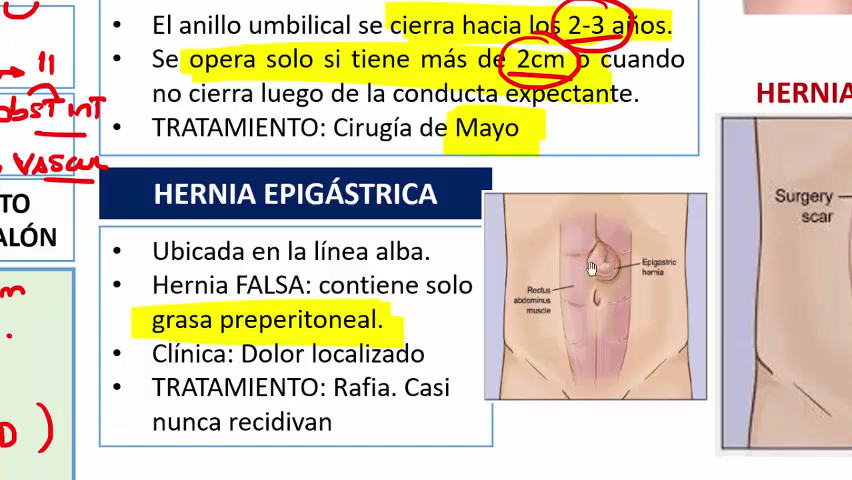 El anillo umbilical se cierra hacia los 2-3 años.
Se opera solo si tiene más de 2cm o cuando
no cierra luego de la conducta expectante.
TRATAMIENTO: Cirugía de Mayo
obst int
VASCUL
TO
ALÓN
HERNIA EPIGÁSTRICA
Ubicada en la línea alba.
Hernia FALSA: contiene solo
grasa preperitoneal.
Clínica: Dolor localizado
TRATAMIENTO: Rafia. Casi
nunca recidivan
Epigastric
hernia
Rectus
abdominus
muscle
HERNIA
Surgery
scar
m
D )